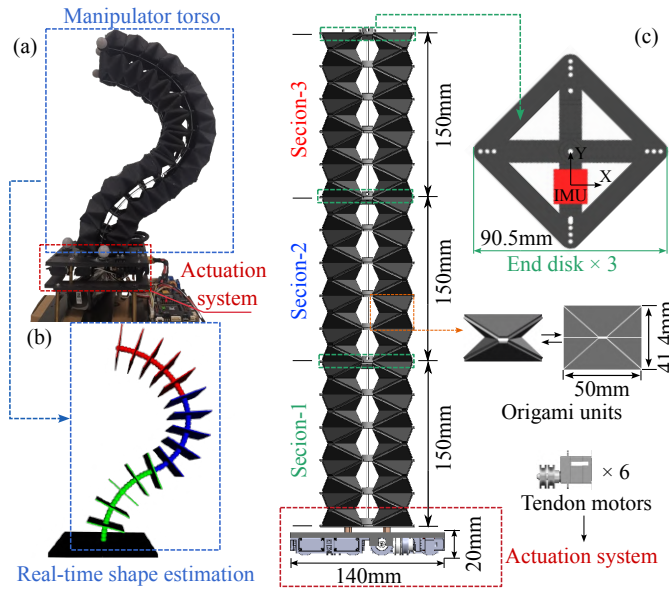 Manipulator torso
(a)
Actuation
system
(b)
Real-time shape estimation
Secion-3
Secion-2
Secion-1
150mm
150mm
150mm
20mm
140mm
(c)
Y
X
IMU
90.5mm
End disk × 3
41.4mm
50mm
Origami units
× 6
Tendon motors
Actuation system